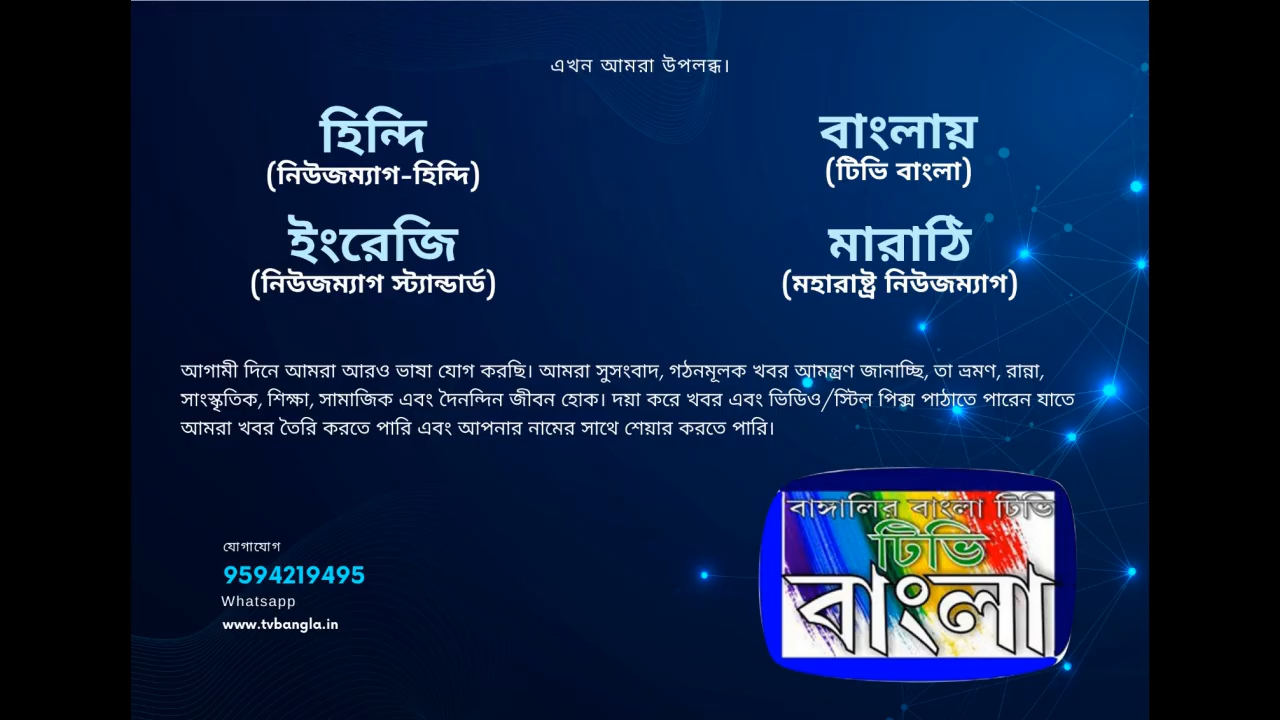 এখন আমরা উপলব্ধ।
হিন্দি
(নিউজম্যাগ-হিন্দি)
বাংলায়
(টিভি বাংলা)
ইংরেজি
(নিউজম্যাগ স্ট্যান্ডার্ড)
মারাঠি
(মহারাষ্ট্র নিউজম্যাগ)
আগামী দিনে আমরা আরও ভাষা যোগ করছি। আমরা সুসংবাদ, গঠনমূলক খবর আমন্ত্রণ জানাচ্ছি, তা ভ্রমণ, রান্না,
সাংস্কৃতিক, শিক্ষা, সামাজিক এবং দৈনন্দিন জীবন হোক। দয়া করে খবর এবং ভিডিও/স্টিল পিক্স পাঠাতে পারেন যাতে
আমরা খবর তৈরি করতে পারি এবং আপনার নামের সাথে শেয়ার করতে পারি।
যোগাযোগ
9594219495
Whatsapp
www.tvbangla.in
বাঙ্গালির বাংলা টিভি
টিভি
বাংলা